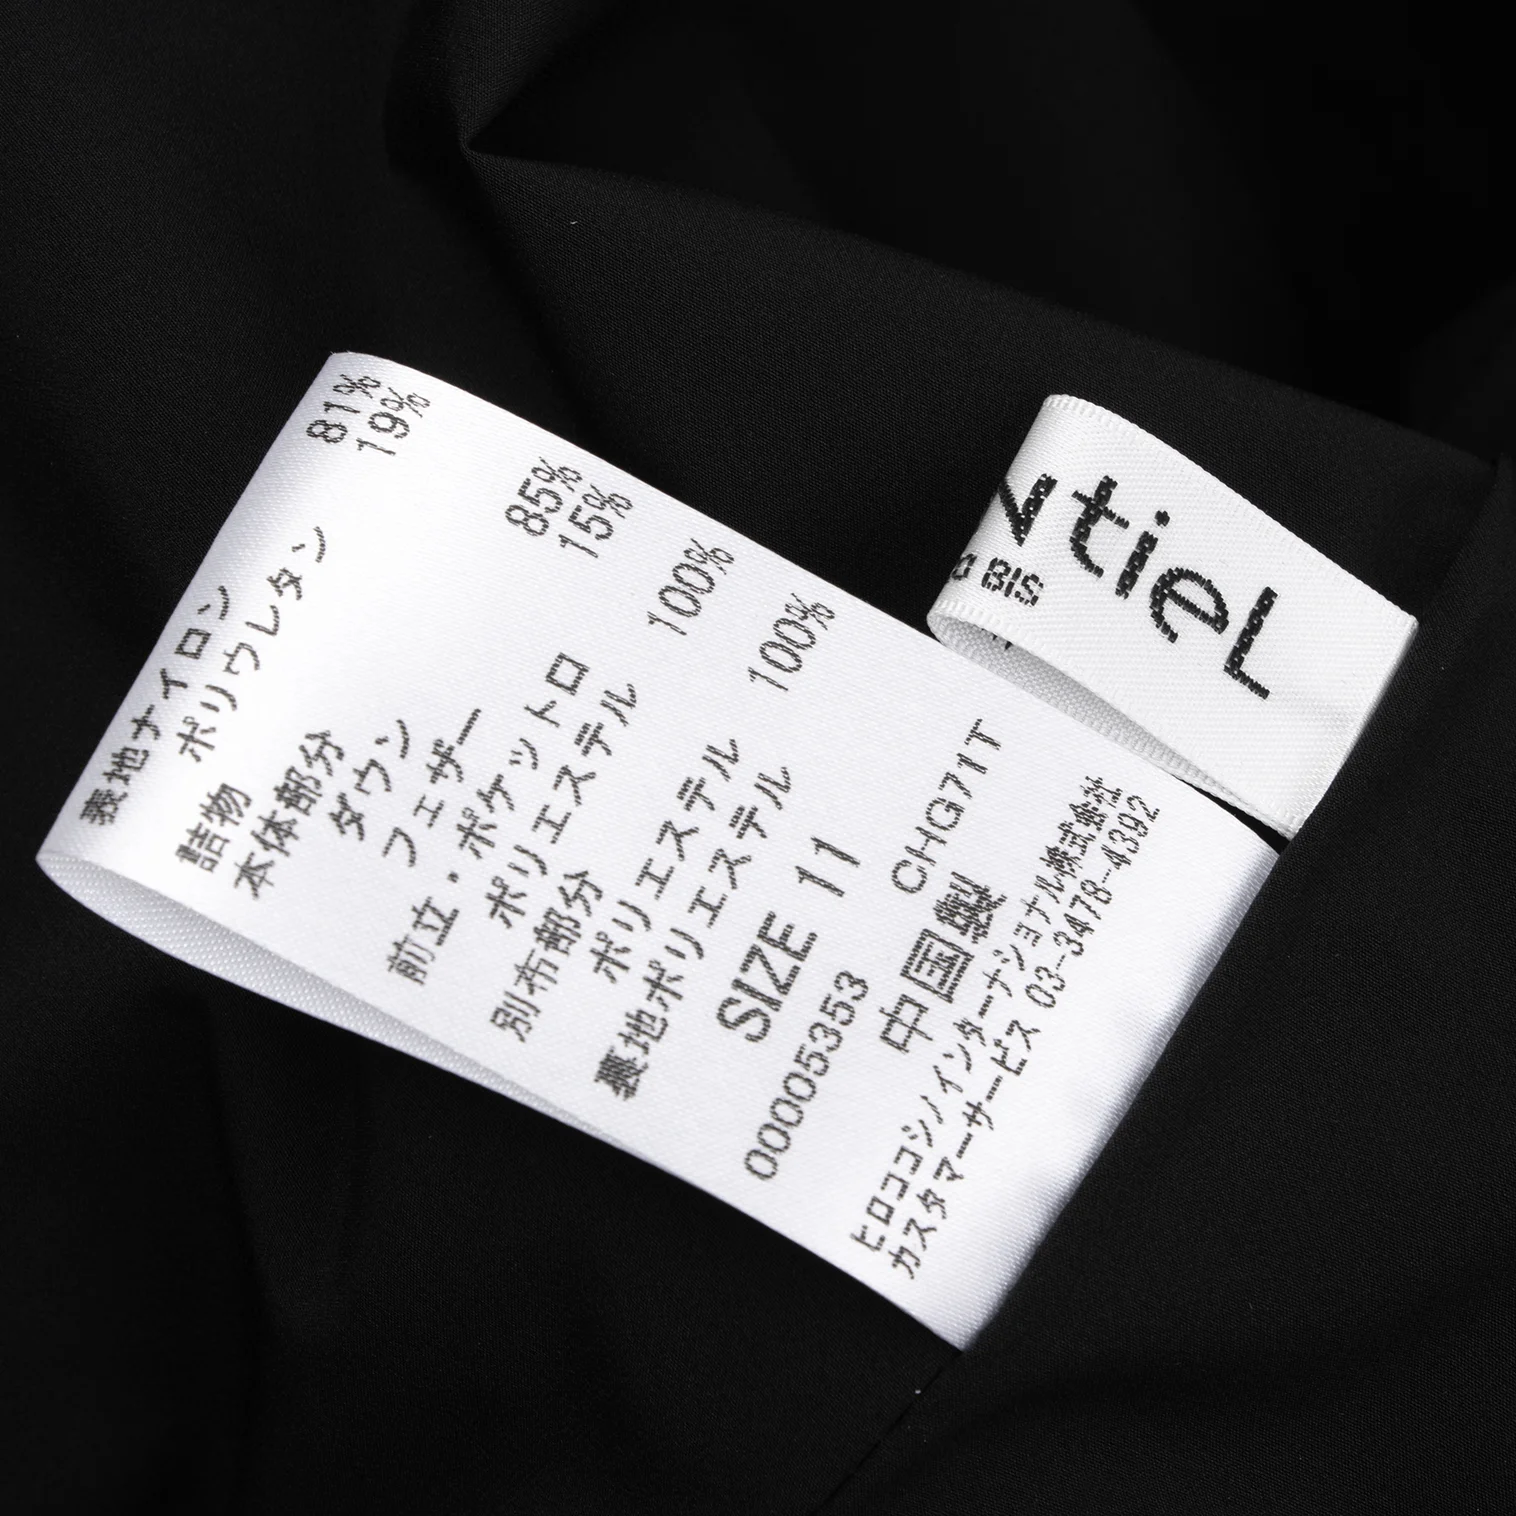 表地ナイロン 81%
ポリウレタン 19%
詰物
本体部分
ダウン 85%
フェザー 15%
前立・ポケット口
ポリエステル 100%
別布部分
ポリエステル 100%
裏地ポリエステル
SIZE 11
00005353 CHG71T
中国製
ヒロココシノインターナショナル株式会社
カスタマーサービス 03-3478-4392
ntieL
BIS